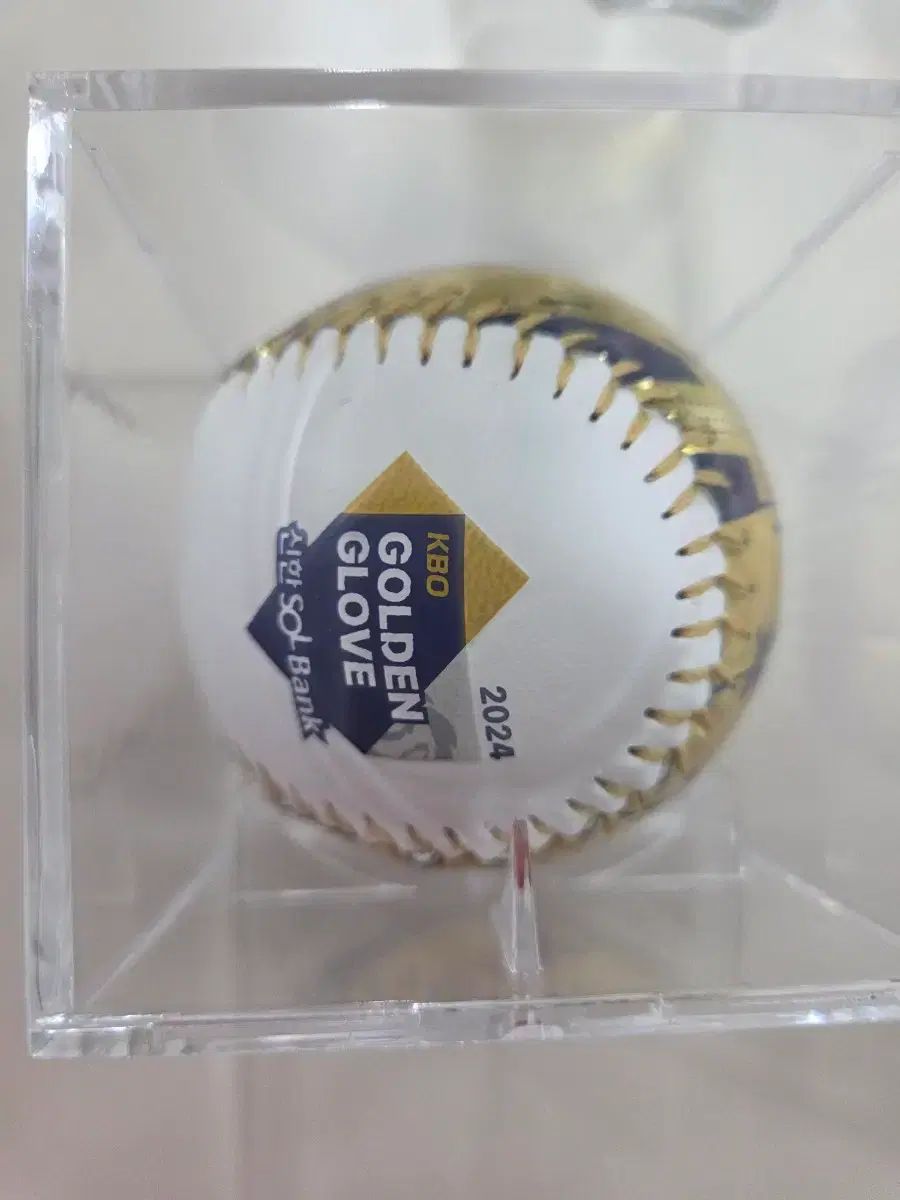 2024
KBO
GOLDEN
GLOVE
신한 SOL Bank